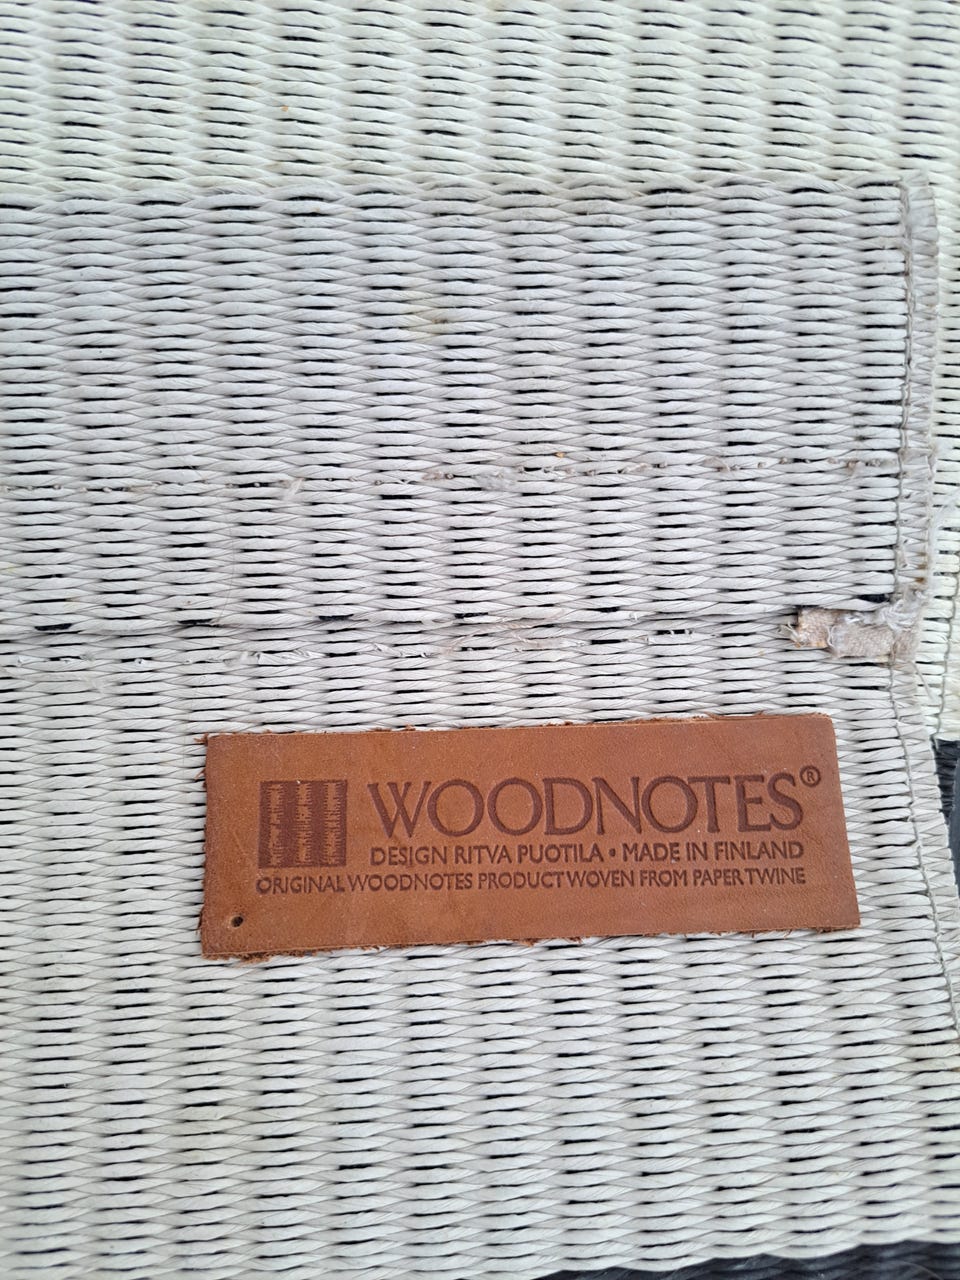 WOODNOTES®
DESIGN RITVA PUOTILA • MADE IN FINLAND
ORIGINAL WOODNOTES PRODUCT WOVEN FROM PAPER TWINE